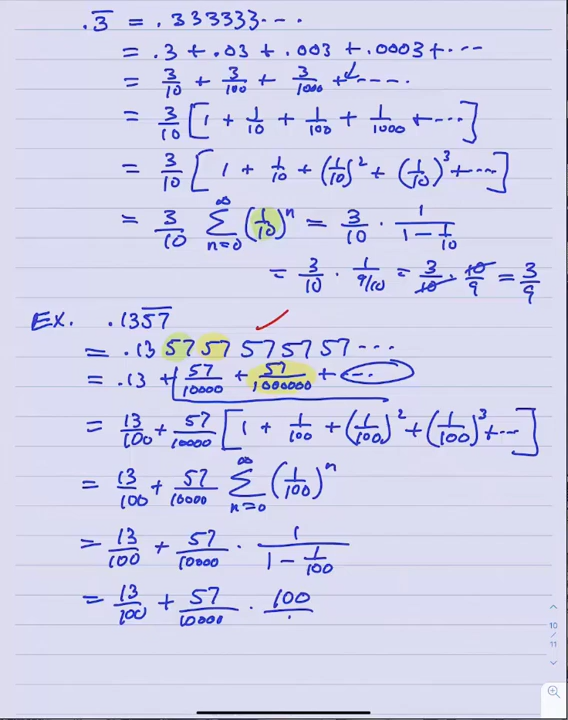 .3̅ = .333333...
= .3 + .03 + .003 + .0003 + ...
= 3/10 + 3/100 + 3/1000 + ....
= 3/10 [1 + 1/10 + 1/100 + 1/1000 + ...]
= 3/10 [1 + 1/10 + (1/10)² + (1/10)³ + ...]
= 3/10 ∑_{n=0}^{∞} (1/10)^n = 3/10 · 1/(1 - 1/10)
= 3/10 · 1/(9/10) = 3/10 · 10/9 = 3/9
Ex. .135̅7̅
= .13 57 57 57 57 57 ...
= .13 + 57/10000 + 57/1000000 + ...
= 13/100 + 57/10000 [1 + 1/100 + (1/100)² + (1/100)³ + ...]
= 13/100 + 57/10000 ∑_{n=0}^{∞} (1/100)^n
= 13/100 + 57/10000 · 1/(1 - 1/100)
= 13/100 + 57/10000 · 100/
10
/
11